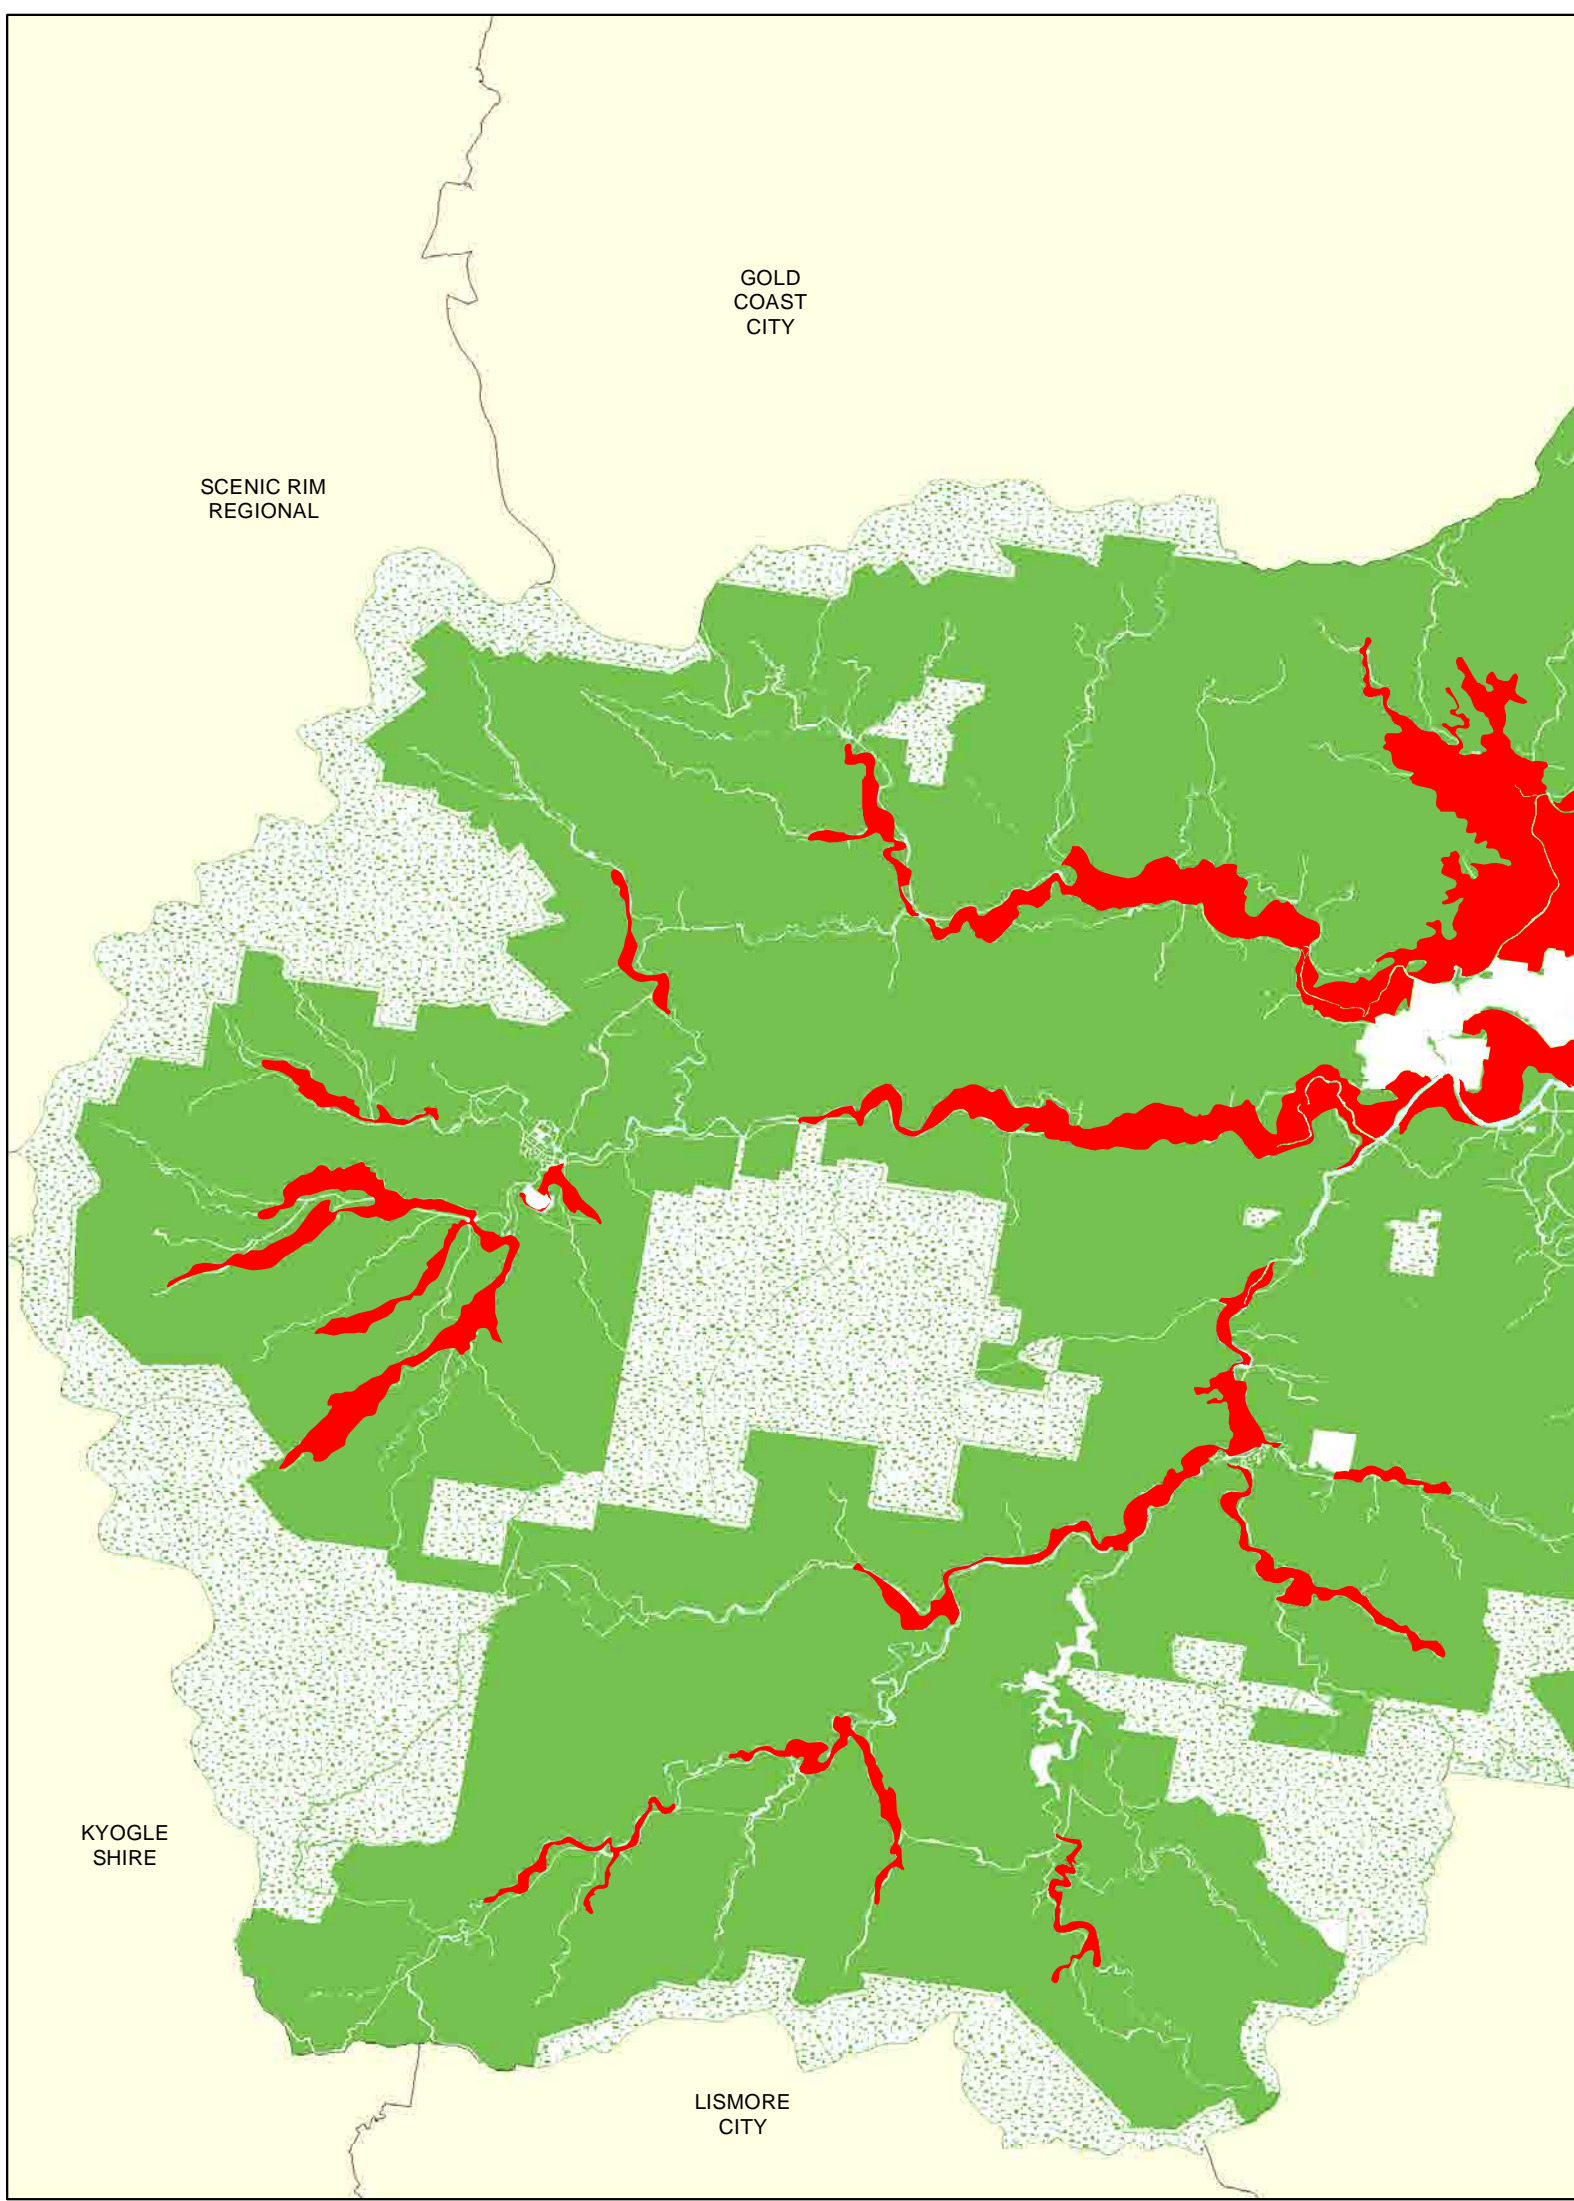 GOLD
COAST
CITY
SCENIC RIM
REGIONAL
KYOGLE
SHIRE
LISMORE
CITY